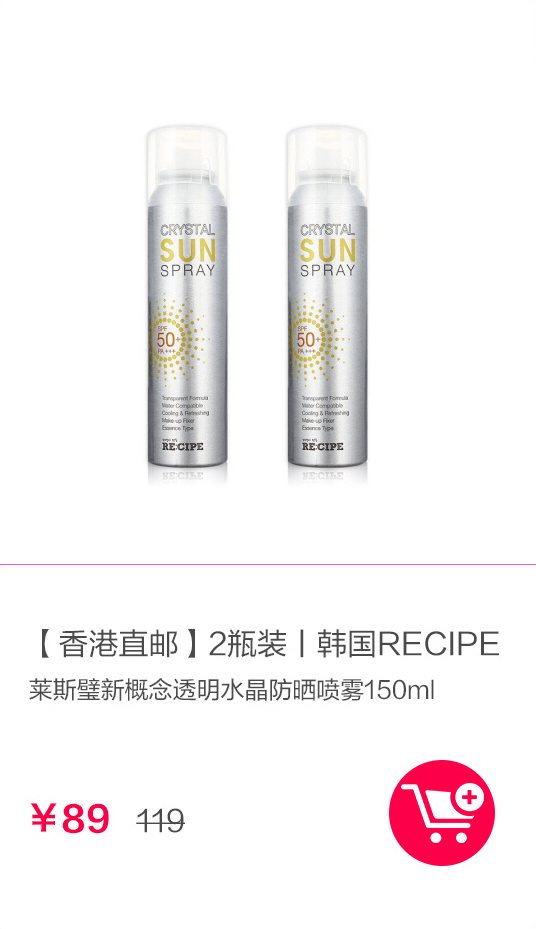 CRYSTAL
SUN
SPRAY
SPF
50+
PA +++
Transparent Formula
Water Compatible
Cooling & Refreshing
Make-up Fixer
Essence Type
RE:CIPE
CRYSTAL
SUN
SPRAY
SPF
50+
PA +++
Transparent Formula
Water Compatible
Cooling & Refreshing
Make-up Fixer
Essence Type
RE:CIPE
【香港直邮】2瓶装丨韩国RECIPE
莱斯璧新概念透明水晶防晒喷雾150ml
￥89 119